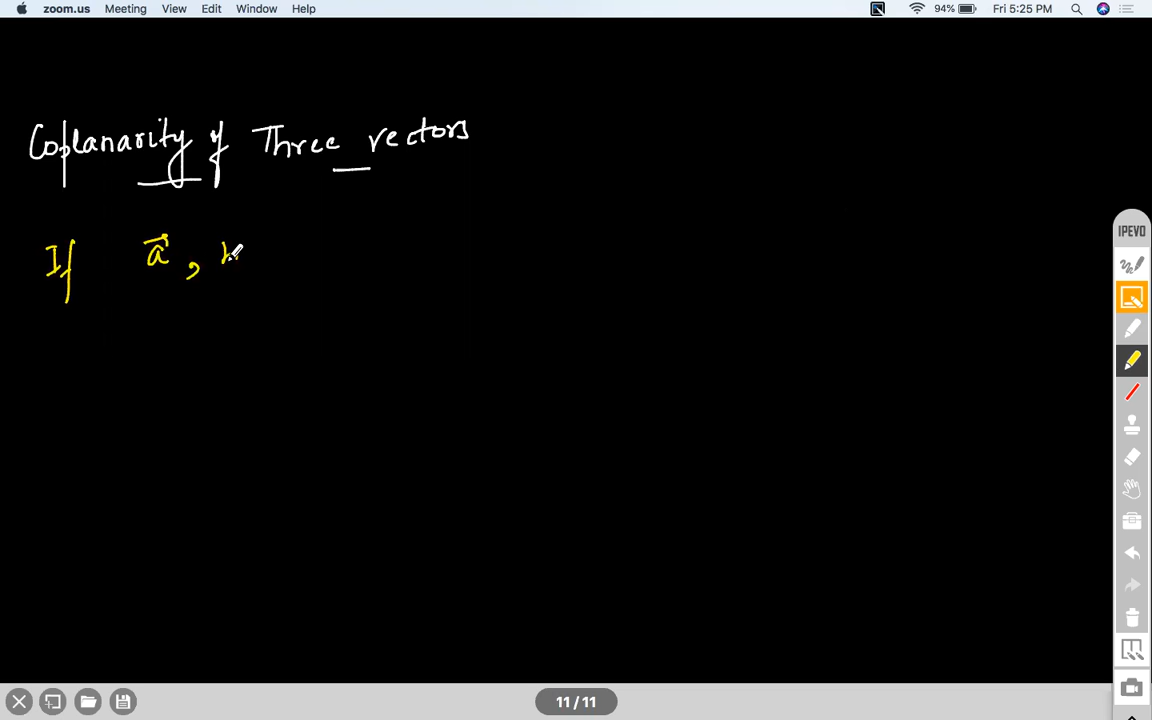 zoom.us Meeting View Edit Window Help 94% Fri 5:25 PM
Coplanarity of Three vectors
If a⃗ ,
IPEVO
11/11